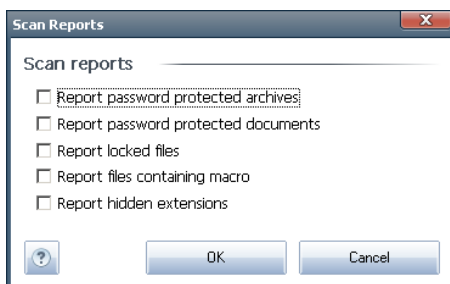 Scan Reports
Scan reports
Report password protected archives
Report password protected documents
Report locked files
Report files containing macro
Report hidden extensions
? OK Cancel